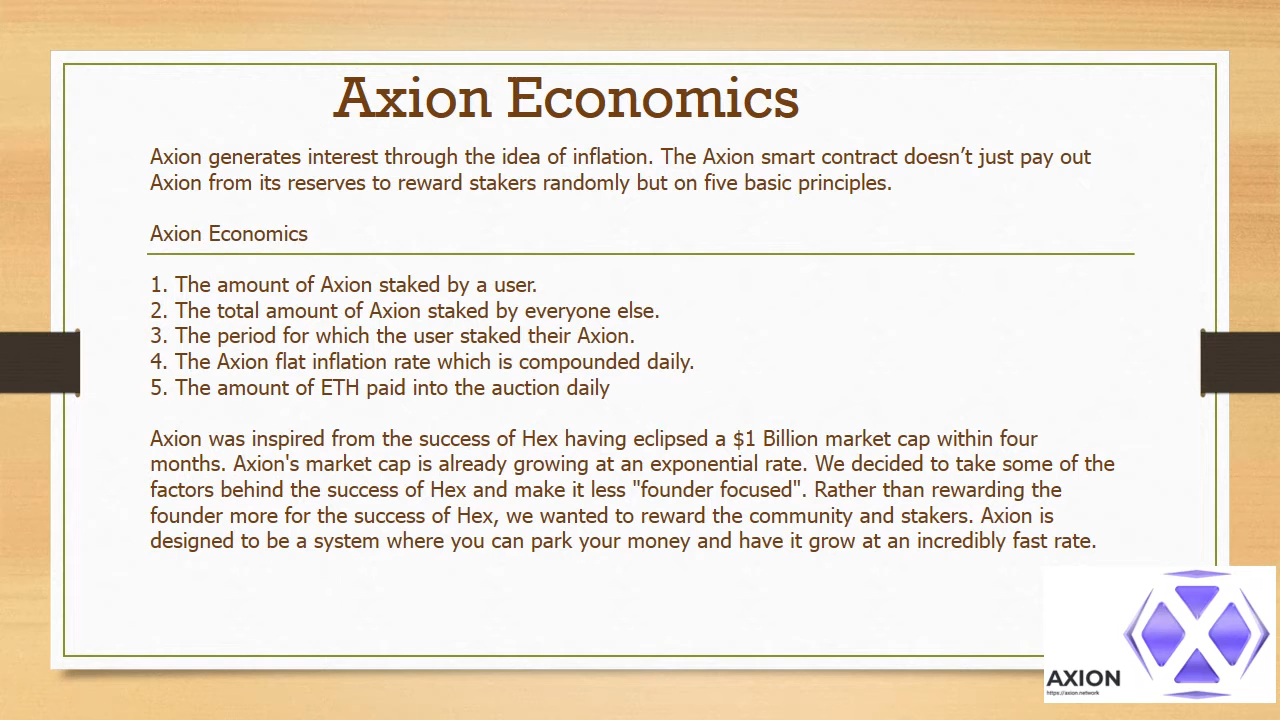 Axion Economics
Axion generates interest through the idea of inflation. The Axion smart contract doesn’t just pay out
Axion from its reserves to reward stakers randomly but on five basic principles.
Axion Economics
1. The amount of Axion staked by a user.
2. The total amount of Axion staked by everyone else.
3. The period for which the user staked their Axion.
4. The Axion flat inflation rate which is compounded daily.
5. The amount of ETH paid into the auction daily
Axion was inspired from the success of Hex having eclipsed a $1 Billion market cap within four
months. Axion's market cap is already growing at an exponential rate. We decided to take some of the
factors behind the success of Hex and make it less "founder focused". Rather than rewarding the
founder more for the success of Hex, we wanted to reward the community and stakers. Axion is
designed to be a system where you can park your money and have it grow at an incredibly fast rate.
AXION
https://axion.network